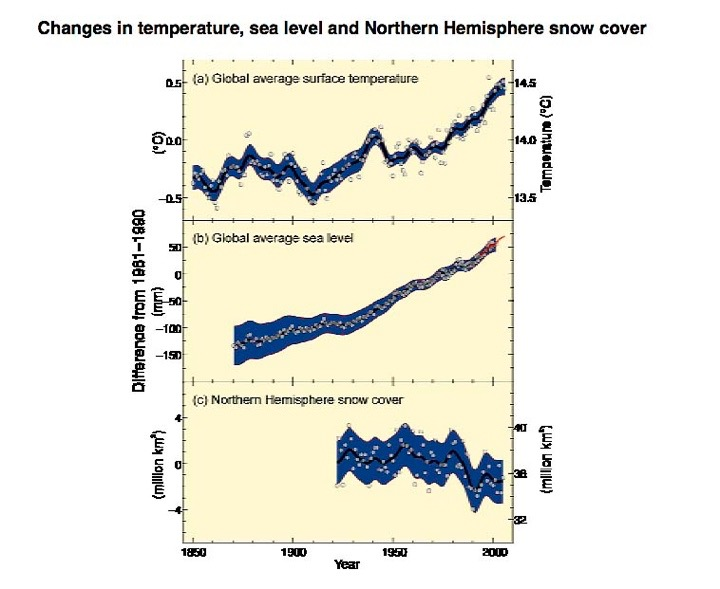 Changes in temperature, sea level and Northern Hemisphere snow cover
(a) Global average surface temperature
0.5
0.0
−0.5
(°C)
14.5
14.0
13.5
Temperature (°C)
Difference from 1961–1990
(b) Global average sea level
50
0
−50
−100
−150
(mm)
(c) Northern Hemisphere snow cover
4
0
−4
(million km²)
40
36
32
(million km²)
1850
1900
1950
2000
Year